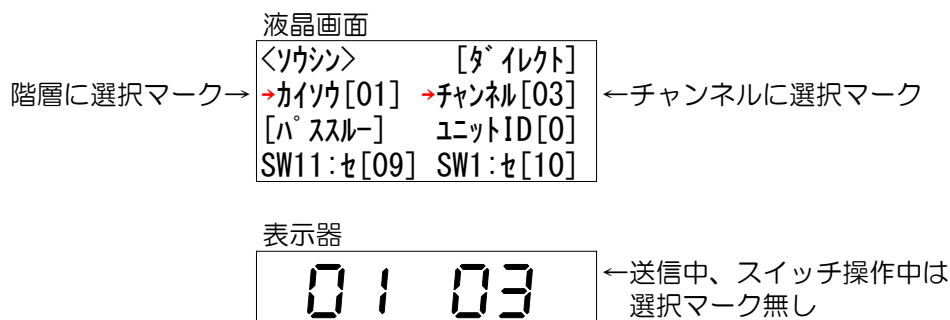 液晶画面
<ソウシン> [ダイレクト]
階層に選択マーク→ →カイソウ[01] →チャンネル[03] ←チャンネルに選択マーク
[パススルー] ユニットID[0]
SW11:セ[09] SW1:セ[10]
表示器
01 03 ←送信中、スイッチ操作中は
選択マーク無し